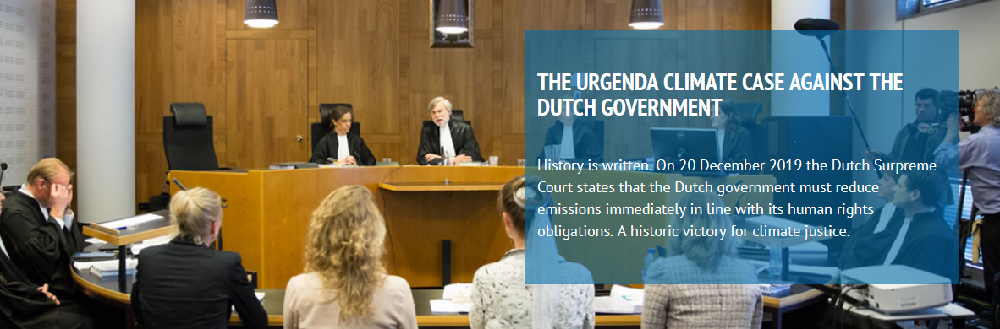 THE URGENDA CLIMATE CASE AGAINST THE
DUTCH GOVERNMENT
History is written. On 20 December 2019 the Dutch Supreme
Court states that the Dutch government must reduce
emissions immediately in line with its human rights
obligations. A historic victory for climate justice.